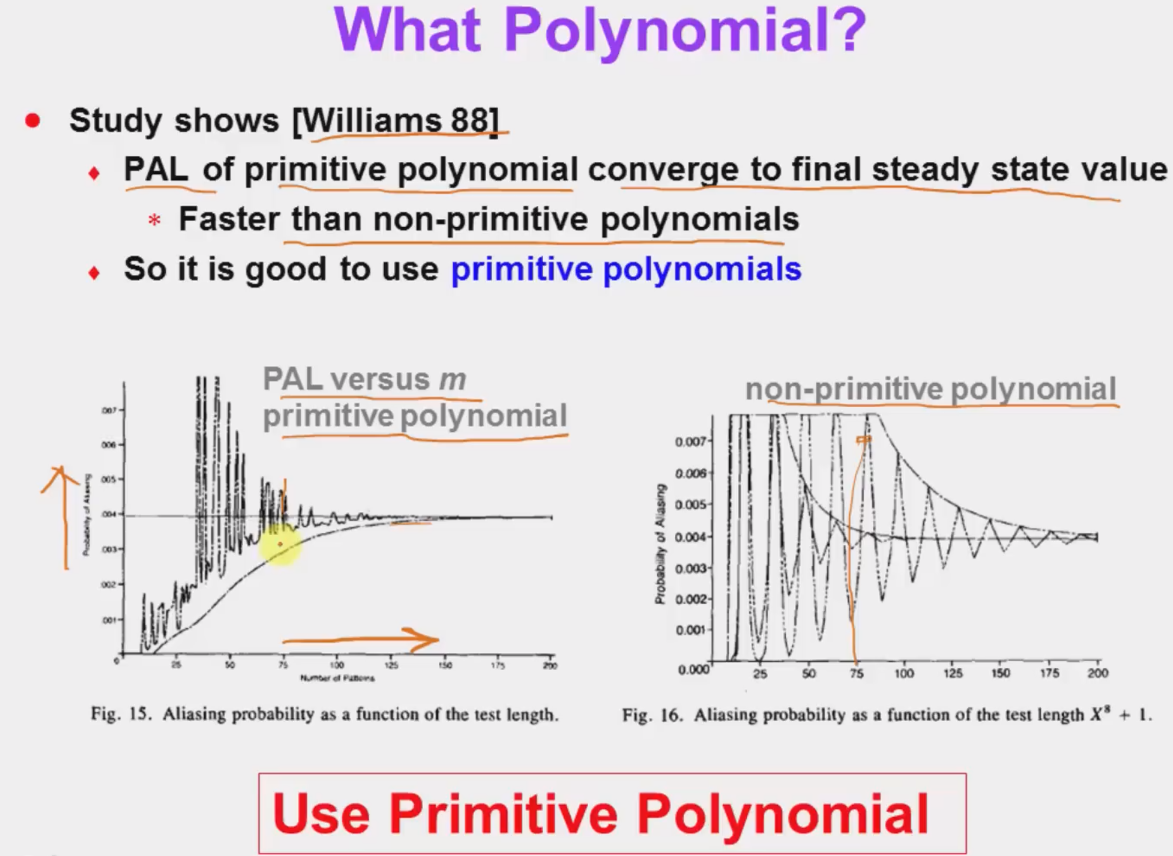 What Polynomial?
Study shows [Williams 88]
PAL of primitive polynomial converge to final steady state value
* Faster than non-primitive polynomials
So it is good to use primitive polynomials
PAL versus m
primitive polynomial
.007
.006
.005
.004
.003
.002
.001
0
25
50
75
100
125
150
175
200
Probability of Aliasing
Number of Patterns
Fig. 15. Aliasing probability as a function of the test length.
non-primitive polynomial
0.007
0.006
0.005
0.004
0.003
0.002
0.001
0.000
25
50
75
100
125
150
175
200
Probability of Aliasing
Fig. 16. Aliasing probability as a function of the test length X⁸ + 1.
Use Primitive Polynomial